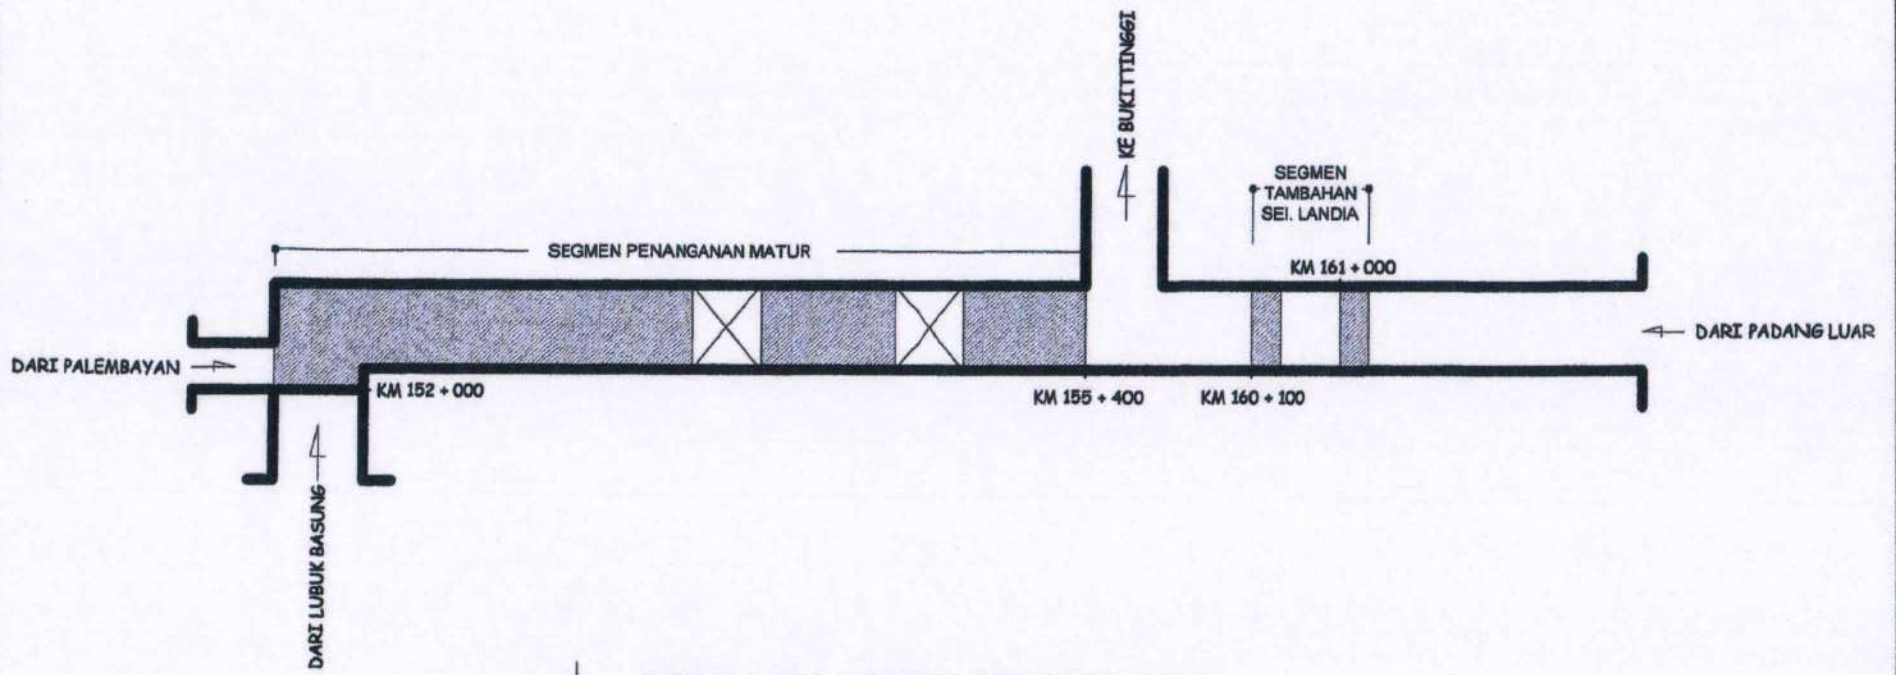 KE BUKITTINGGI
SEGMEN
TAMBAHAN
SEI. LANDIA
SEGMEN PENANGANAN MATUR
KM 161 + 000
DARI PALEMBAYAN
DARI PADANG LUAR
KM 152 + 000
KM 155 + 400
KM 160 + 100
DARI LUBUK BASUNG